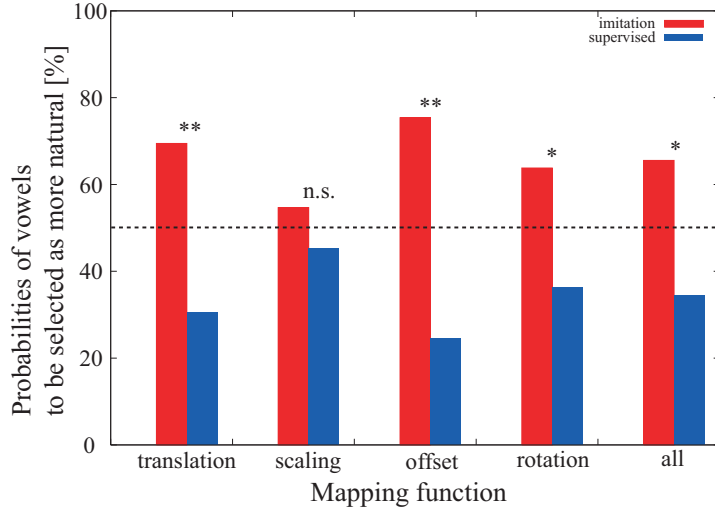 Probabilities of vowels
to be selected as more natural [%]
100
80
60
40
20
0
imitation
supervised
**
n.s.
**
*
*
translation
scaling
offset
rotation
all
Mapping function